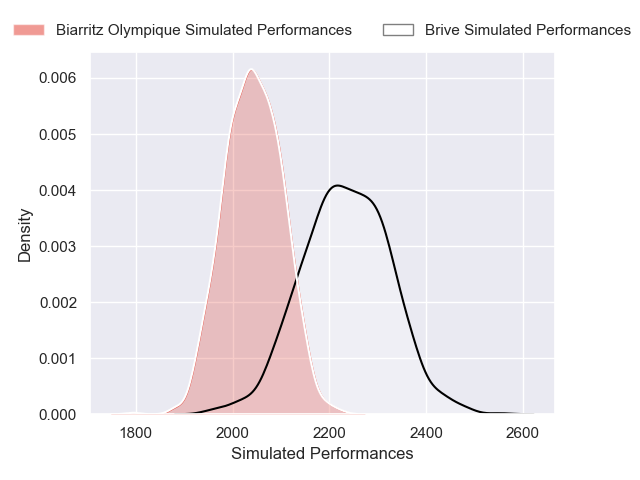 Biarritz Olympique Simulated Performances
Brive Simulated Performances
0.006
0.005
0.004
0.003
0.002
0.001
0.000
Density
1800 2000 2200 2400 2600
Simulated Performances